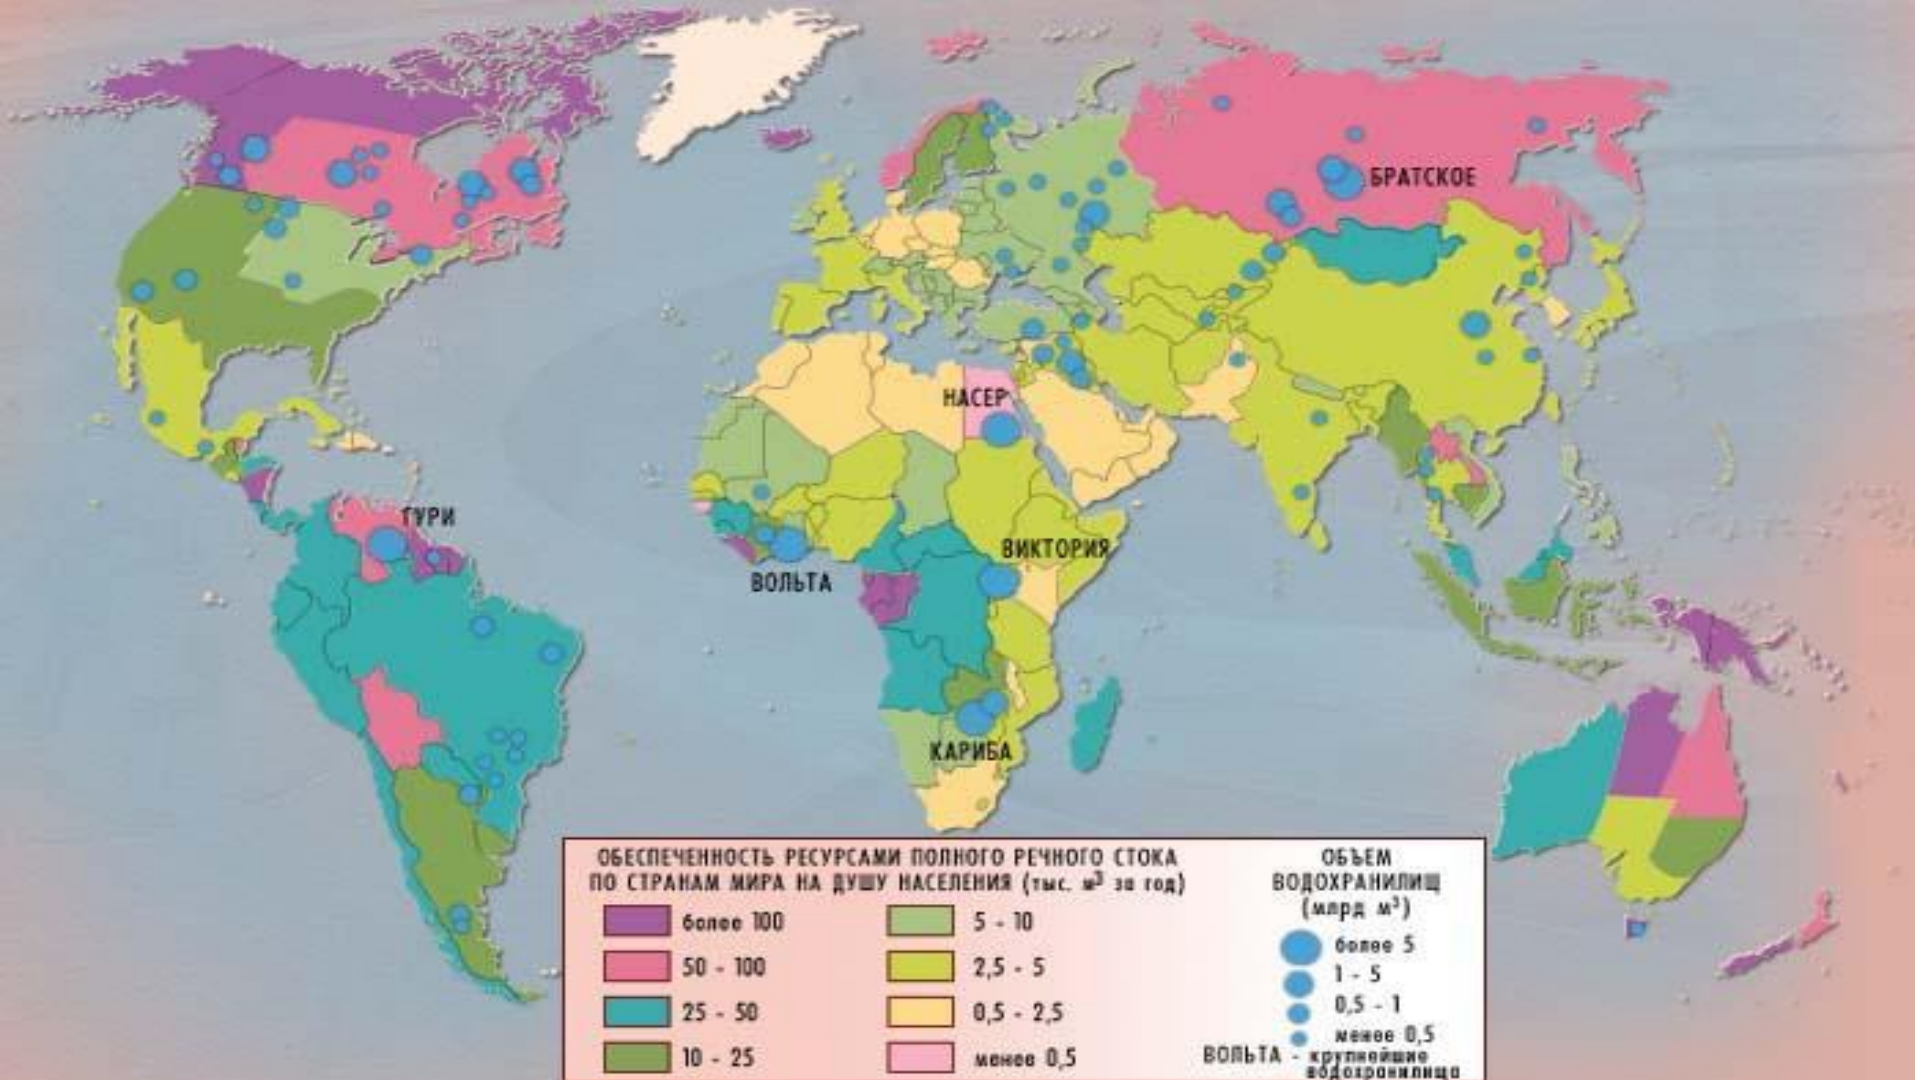 БРАТСКОЕ
НАСЕР
ГУРИ
ВИКТОРИЯ
ВОЛЬТА
КАРИБА
ОБЕСПЕЧЕННОСТЬ РЕСУРСАМИ ПОЛНОГО РЕЧНОГО СТОКА
ПО СТРАНАМ МИРА НА ДУШУ НАСЕЛЕНИЯ (тыс. м³ за год)
более 100
50 - 100
25 - 50
10 - 25
5 - 10
2,5 - 5
0,5 - 2,5
менее 0,5
ОБЪЕМ
ВОДОХРАНИЛИЩ
(млрд м³)
более 5
1 - 5
0,5 - 1
менее 0,5
ВОЛЬТА - крупнейшие
водохранилища